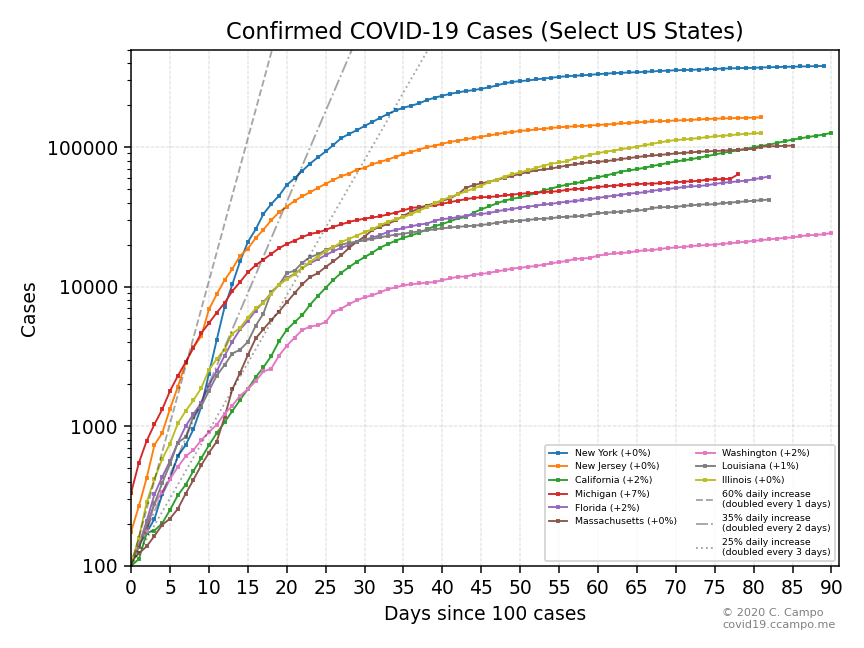 Confirmed COVID-19 Cases (Select US States)
Cases
100000
10000
1000
100
0 5 10 15 20 25 30 35 40 45 50 55 60 65 70 75 80 85 90
Days since 100 cases
New York (+0%)
New Jersey (+0%)
California (+2%)
Michigan (+7%)
Florida (+2%)
Massachusetts (+0%)
Washington (+2%)
Louisiana (+1%)
Illinois (+0%)
60% daily increase
(doubled every 1 days)
35% daily increase
(doubled every 2 days)
25% daily increase
(doubled every 3 days)
© 2020 C. Campo
covid19.ccampo.me